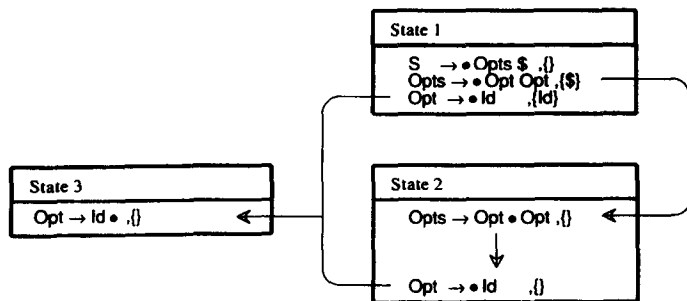 State 1
S → • Opts $ ,{}
Opts → • Opt Opt ,{$}
Opt → • Id ,{Id}
State 3
Opt → Id • ,{}
State 2
Opts → Opt • Opt ,{}
Opt → • Id ,{}